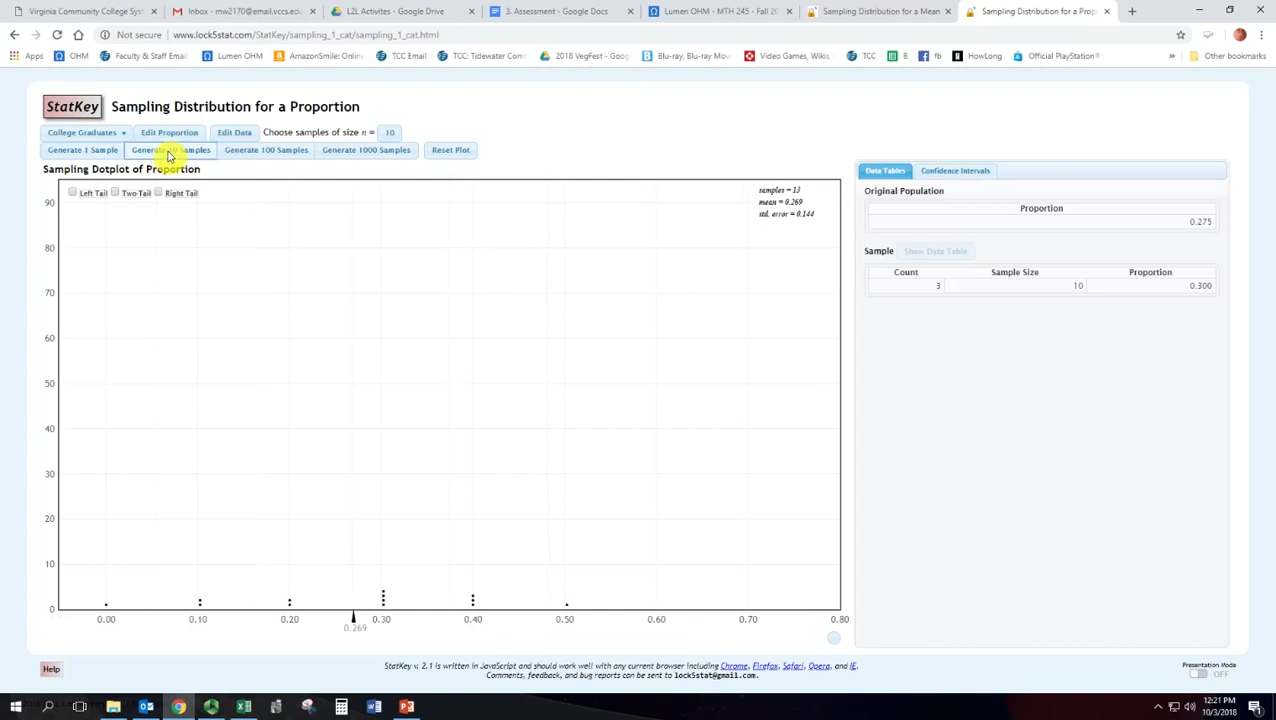 Virginia Community College Sys
Inbox - mw2170@email.vccs.ed
L2L Activites - Google Drive
3. Assessment - Google Docs
Lumen OHM - MTH 245 - Fall 20
Sampling Distribution for a Mean
Sampling Distribution for a Prop
Not secure
www.lock5stat.com/StatKey/sampling_1_cat/sampling_1_cat.html
Apps
OHM
Faculty & Staff Email
Lumen OHM
AmazonSmile: Onlin
TCC Email
TCC: Tidewater Comm
2018 VegFest - Goog
Blu-ray, Blu-ray Mov
Video Games, Wikis,
TCC
B
fb
HowLong
Official PlayStation
»
Other bookmarks
StatKey Sampling Distribution for a Proportion
College Graduates Edit Proportion Edit Data Choose samples of size n = 10
Generate 1 Sample Generate 10 Samples Generate 100 Samples Generate 1000 Samples Reset Plot
Sampling Dotplot of Proportion
Left Tail Two-Tail Right Tail
samples = 13
mean = 0.269
std. error = 0.144
90
80
70
60
50
40
30
20
10
0
0.00 0.10 0.20 0.30 0.40 0.50 0.60 0.70 0.80
0.269
Data Tables Confidence Intervals
Original Population
Proportion
0.275
Sample Show Data Table
Count Sample Size Proportion
3 10 0.300
Help
StatKey v. 2.1 is written in JavaScript and should work well with any current browser including Chrome, Firefox, Safari, Opera, and IE.
Comments, feedback, and bug reports can be sent to lock5stat@gmail.com.
Presentation Mode
OFF
12:21 PM
10/3/2018